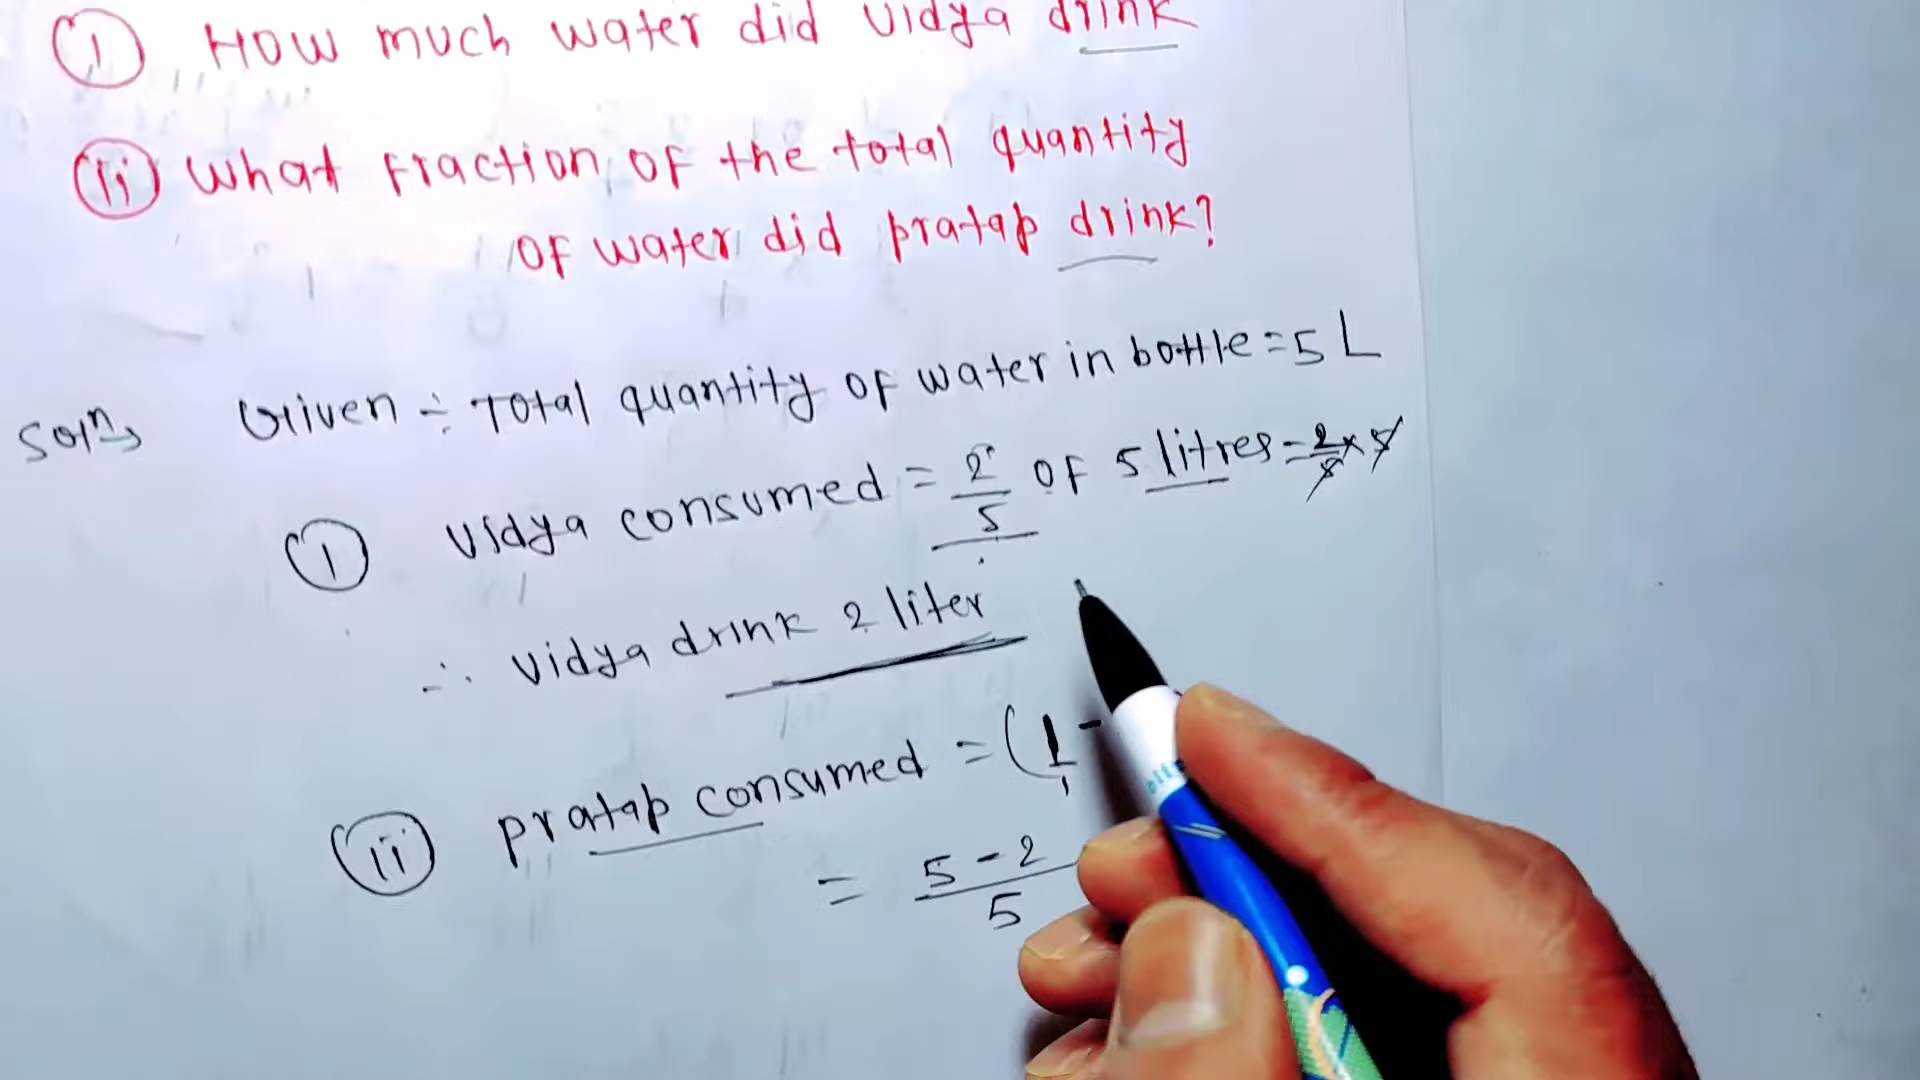 (i) How much water did Vidya drink
(ii) What fraction of the total quantity
of water did pratap drink?
Soln Given ÷ Total quantity of water in bottle = 5 L
(i) Vidya consumed = 2/5 of 5 litres = 2/5 × 5
∴ Vidya drink 2 liter
(ii) pratap consumed = (1/1 -
= 5-2/5